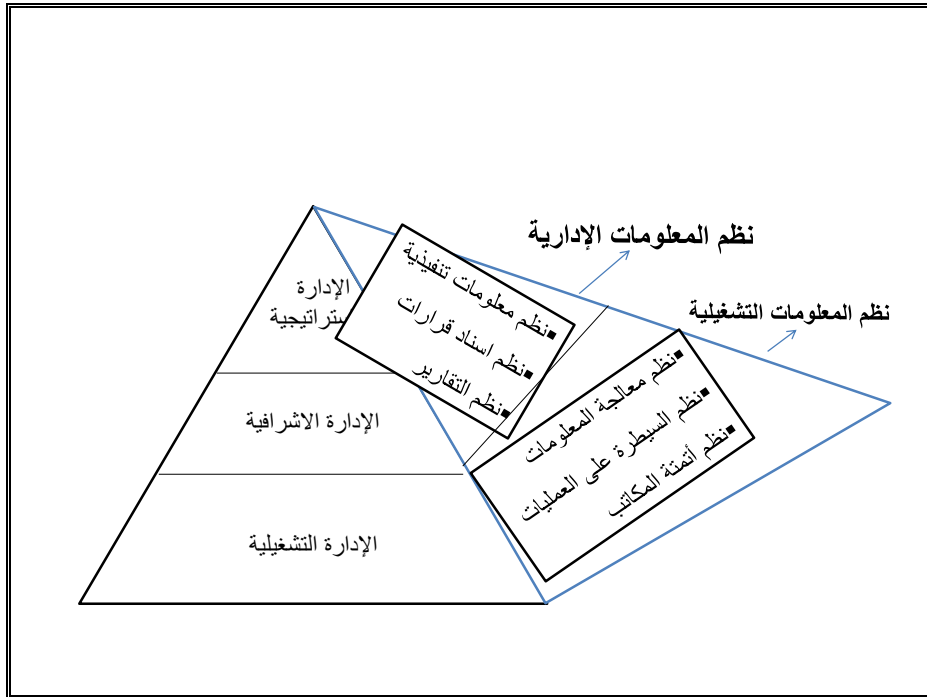 نظم المعلومات الإدارية
نظم المعلومات التشغيلية
▪نظم معلومات تنفيذية
▪نظم اسناد قرارات
▪نظم التقارير
▪نظم معالجة المعلومات
▪نظم السيطرة على العمليات
▪نظم أتمتة المكاتب
الإدارة
ستراتيجية
الإدارة الاشرافية
الإدارة التشغيلية